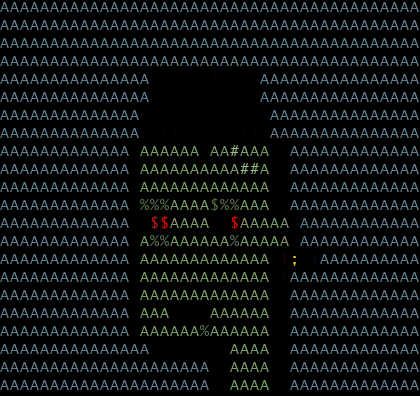 AAAAAAAAAAAAAAAAAAAAAAAAAAAAAAAAAAAAAAAAAA
AAAAAAAAAAAAAAAAAAAAAAAAAAAAAAAAAAAAAAAAAA
AAAAAAAAAAAAAAAAAAAAAAAAAAAAAAAAAAAAAAAAAA
AAAAAAAAAAAAAAAAAAAAAAAAAAAAAAAAAAAAAAAAAA
AAAAAAAAAAAAAAA           AAAAAAAAAAAAAAAA
AAAAAAAAAAAAAAA           AAAAAAAAAAAAAAAA
AAAAAAAAAAAAAA             AAAAAAAAAAAAAAA
AAAAAAAAAAAAAA             AAAAAAAAAAAAAAA
AAAAAAAAAAAAA AAAAAA AA#AAA  AAAAAAAAAAAAA
AAAAAAAAAAAAA AAAAAAAAAA##A  AAAAAAAAAAAAA
AAAAAAAAAAAAA AAAAAAAAAAAAA  AAAAAAAAAAAAA
AAAAAAAAAAAAA %%%AAAA$%%AAA  AAAAAAAAAAAAA
AAAAAAAAAAAAA  $$AAAA  $AAAAA AAAAAAAAAAAA
AAAAAAAAAAAAA A%%AAAAAA%AAAAA AAAAAAAAAAAA
AAAAAAAAAAAAA AAAAAAAAAAAAA  ;  AAAAAAAAAA
AAAAAAAAAAAAA AAAAAAAAAAAAA  AAAAAAAAAAAAA
AAAAAAAAAAAAA AAAAAAAAAAAAA  AAAAAAAAAAAAA
AAAAAAAAAAAAA AAA    AAAAAA  AAAAAAAAAAAAA
AAAAAAAAAAAAA AAAAAA%AAAAAA  AAAAAAAAAAAAA
AAAAAAAAAAAAAAA        AAAA  AAAAAAAAAAAAA
AAAAAAAAAAAAAAAAAAAAA  AAAA  AAAAAAAAAAAAA
AAAAAAAAAAAAAAAAAAAAA  AAAA  AAAAAAAAAAAAA